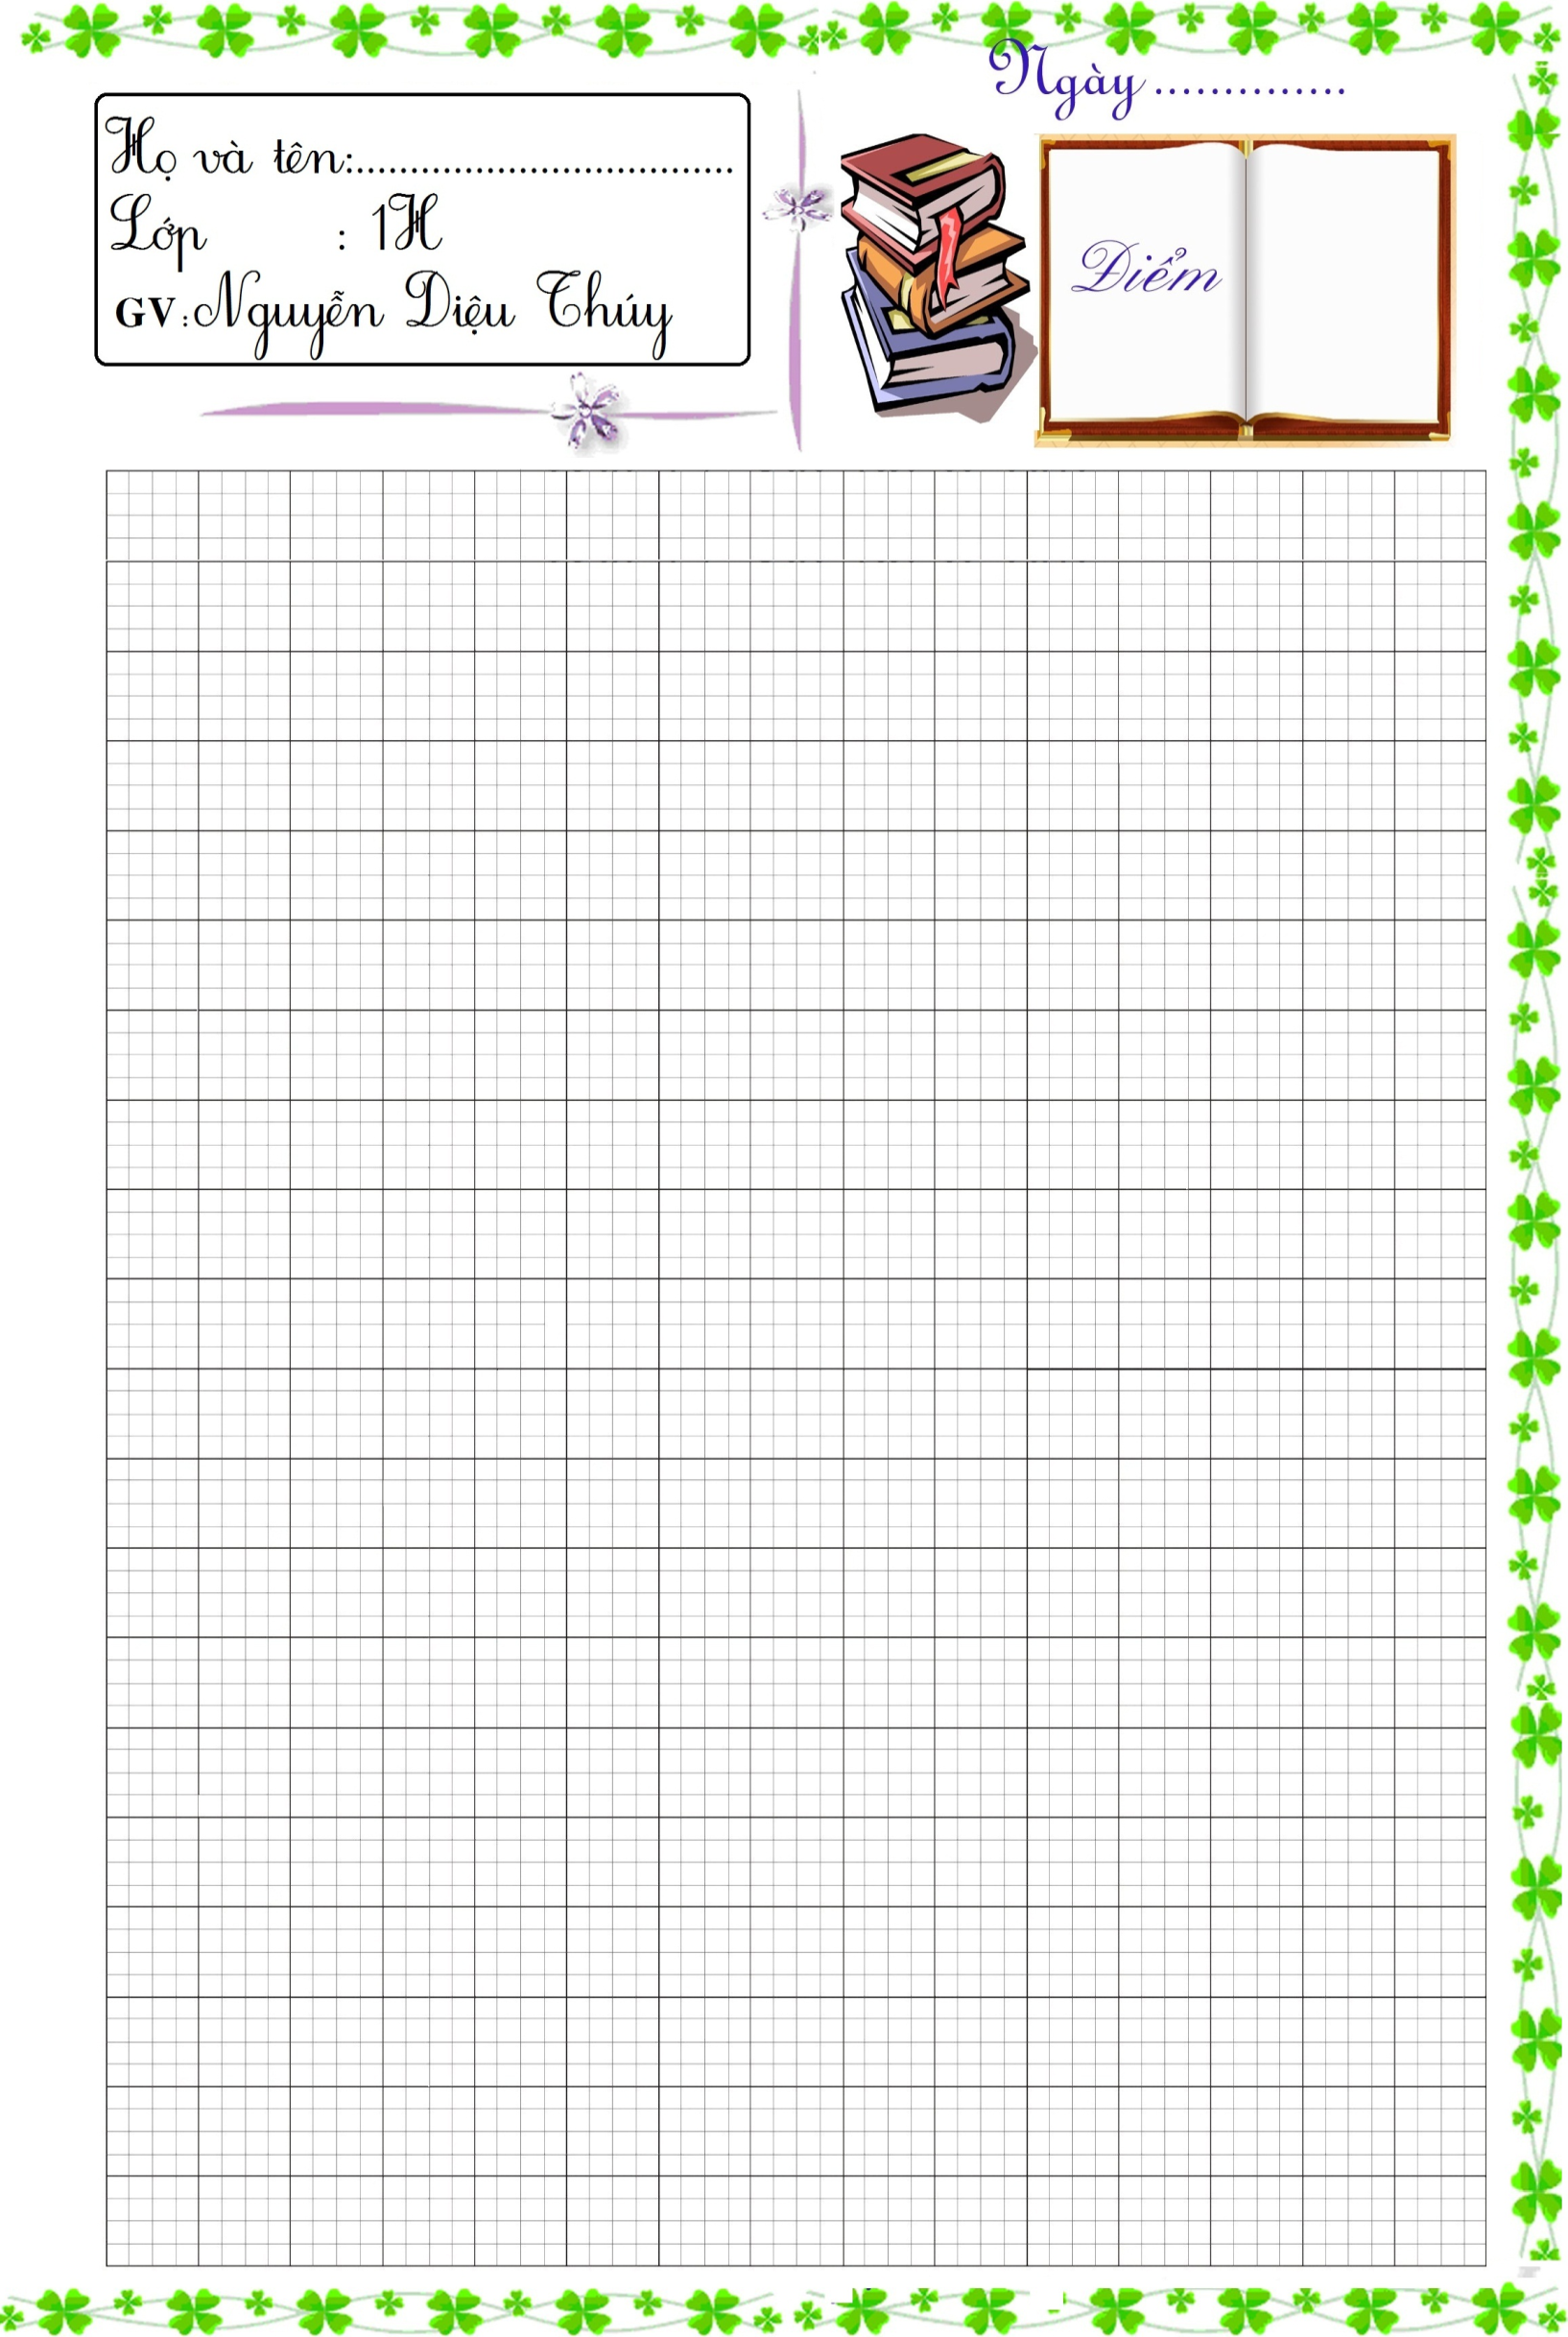 Ngày ..............
Họ và tên:................................
Lớp : 1H
GV : Nguyễn Diệu Thúy
Điểm